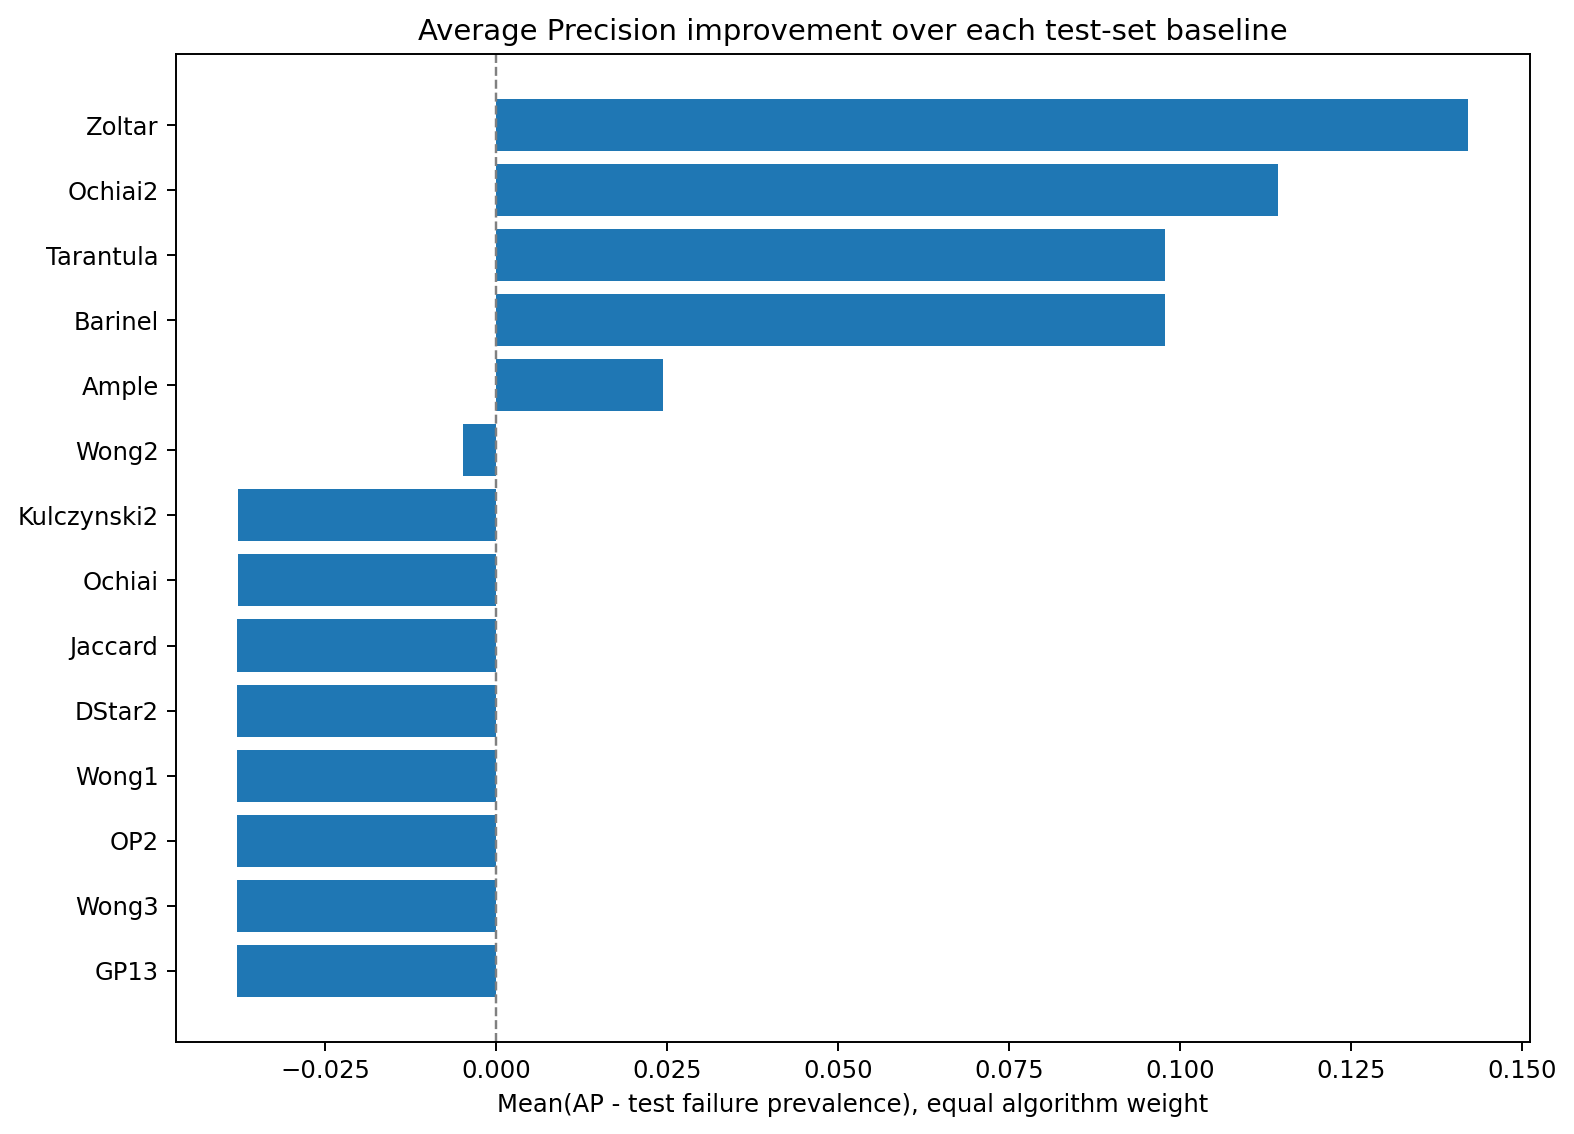 Average Precision improvement over each test-set baseline
Zoltar
Ochiai2
Tarantula
Barinel
Ample
Wong2
Kulczynski2
Ochiai
Jaccard
DStar2
Wong1
OP2
Wong3
GP13
−0.025 0.000 0.025 0.050 0.075 0.100 0.125 0.150
Mean(AP - test failure prevalence), equal algorithm weight